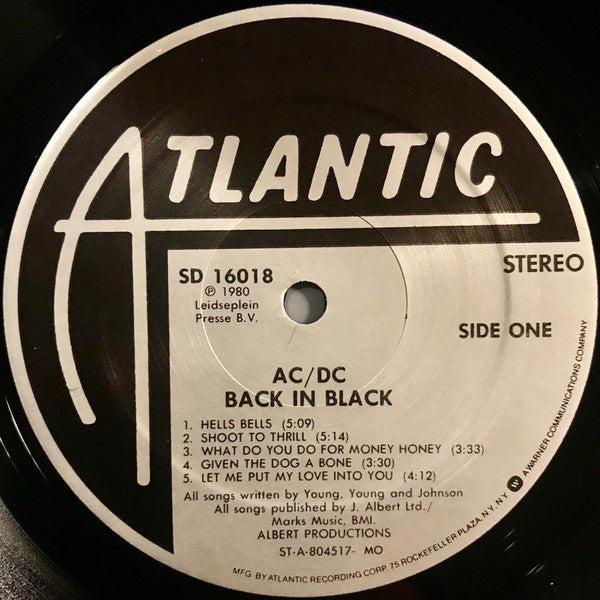 ATLANTIC
SD 16018
℗ 1980
Leidseplein
Presse B.V.
STEREO
SIDE ONE
AC/DC
BACK IN BLACK
1. HELLS BELLS (5:09)
2. SHOOT TO THRILL (5:14)
3. WHAT DO YOU DO FOR MONEY HONEY (3:33)
4. GIVEN THE DOG A BONE (3:30)
5. LET ME PUT MY LOVE INTO YOU (4:12)
All songs written by Young, Young and Johnson
All songs published by J. Albert Ltd./
Marks Music, BMI.
ALBERT PRODUCTIONS
ST-A-804517- MO
MFG. BY ATLANTIC RECORDING CORP. 75 ROCKEFELLER PLAZA, N.Y. N.Y. W A WARNER COMMUNICATIONS COMPANY